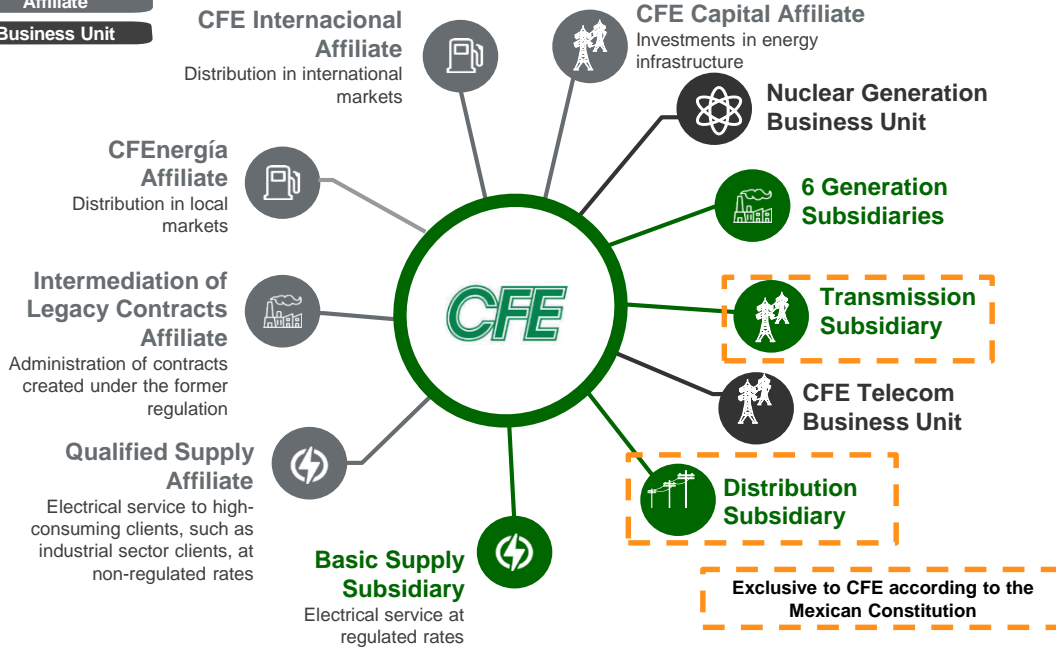 Affiliate
Business Unit
CFE Internacional
Affiliate
Distribution in international
markets
CFE Capital Affiliate
Investments in energy
infrastructure
Nuclear Generation
Business Unit
CFEnergía
Affiliate
Distribution in local
markets
6 Generation
Subsidiaries
Intermediation of
Legacy Contracts
Affiliate
Administration of contracts
created under the former
regulation
CFE
Transmission
Subsidiary
CFE Telecom
Business Unit
Qualified Supply
Affiliate
Electrical service to high-
consuming clients, such as
industrial sector clients, at
non-regulated rates
Distribution
Subsidiary
Basic Supply
Subsidiary
Electrical service at
regulated rates
Exclusive to CFE according to the
Mexican Constitution